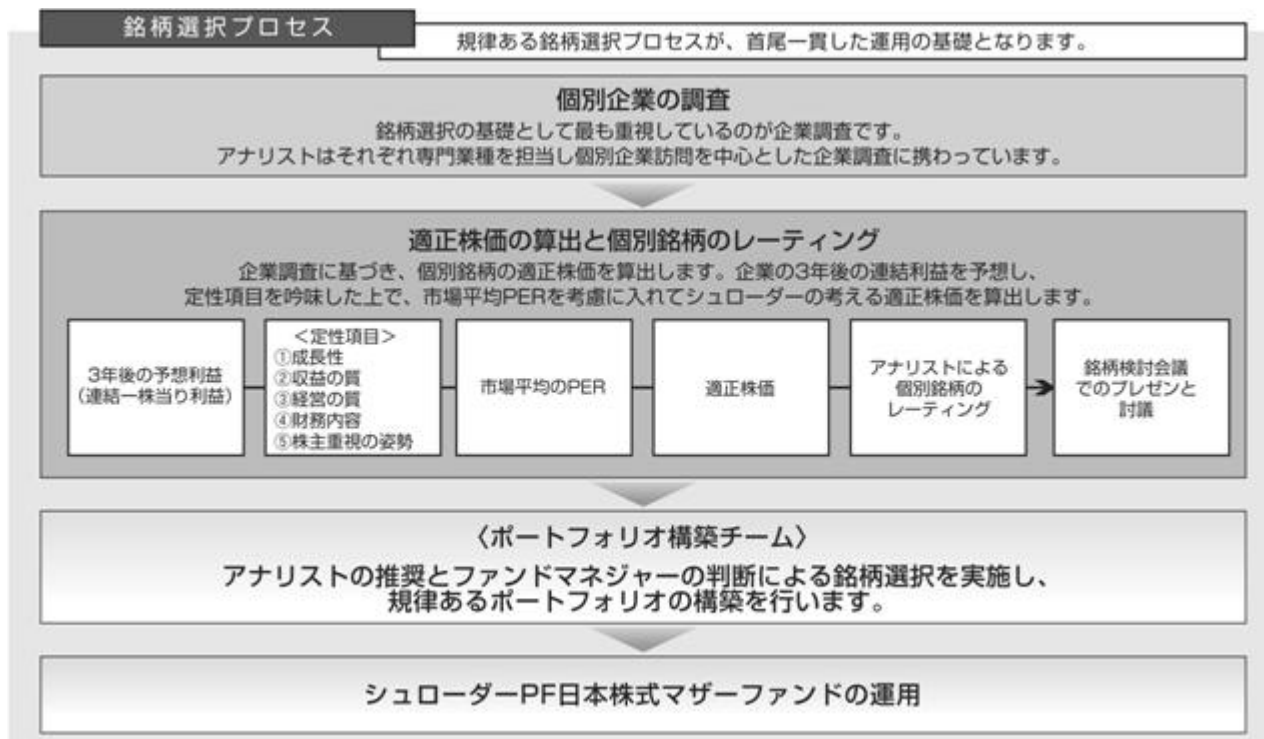 銘柄選択プロセス
規律ある銘柄選択プロセスが、首尾一貫した運用の基礎となります。
個別企業の調査
銘柄選択の基礎として最も重視しているのが企業調査です。
アナリストはそれぞれ専門業種を担当し個別企業訪問を中心とした企業調査に携わっています。
適正株価の算出と個別銘柄のレーティング
企業調査に基づき、個別銘柄の適正株価を算出します。企業の3年後の連結利益を予想し、
定性項目を吟味した上で、市場平均PERを考慮に入れてシュローダーの考える適正株価を算出します。
3年後の予想利益
（連結一株当り利益）
＜定性項目＞
①成長性
②収益の質
③経営の質
④財務内容
⑤株主重視の姿勢
市場平均のPER
適正株価
アナリストによる
個別銘柄の
レーティング
銘柄検討会議
でのプレゼンと
討議
〈ポートフォリオ構築チーム〉
アナリストの推奨とファンドマネジャーの判断による銘柄選択を実施し、
規律あるポートフォリオの構築を行います。
シュローダーPF日本株式マザーファンドの運用